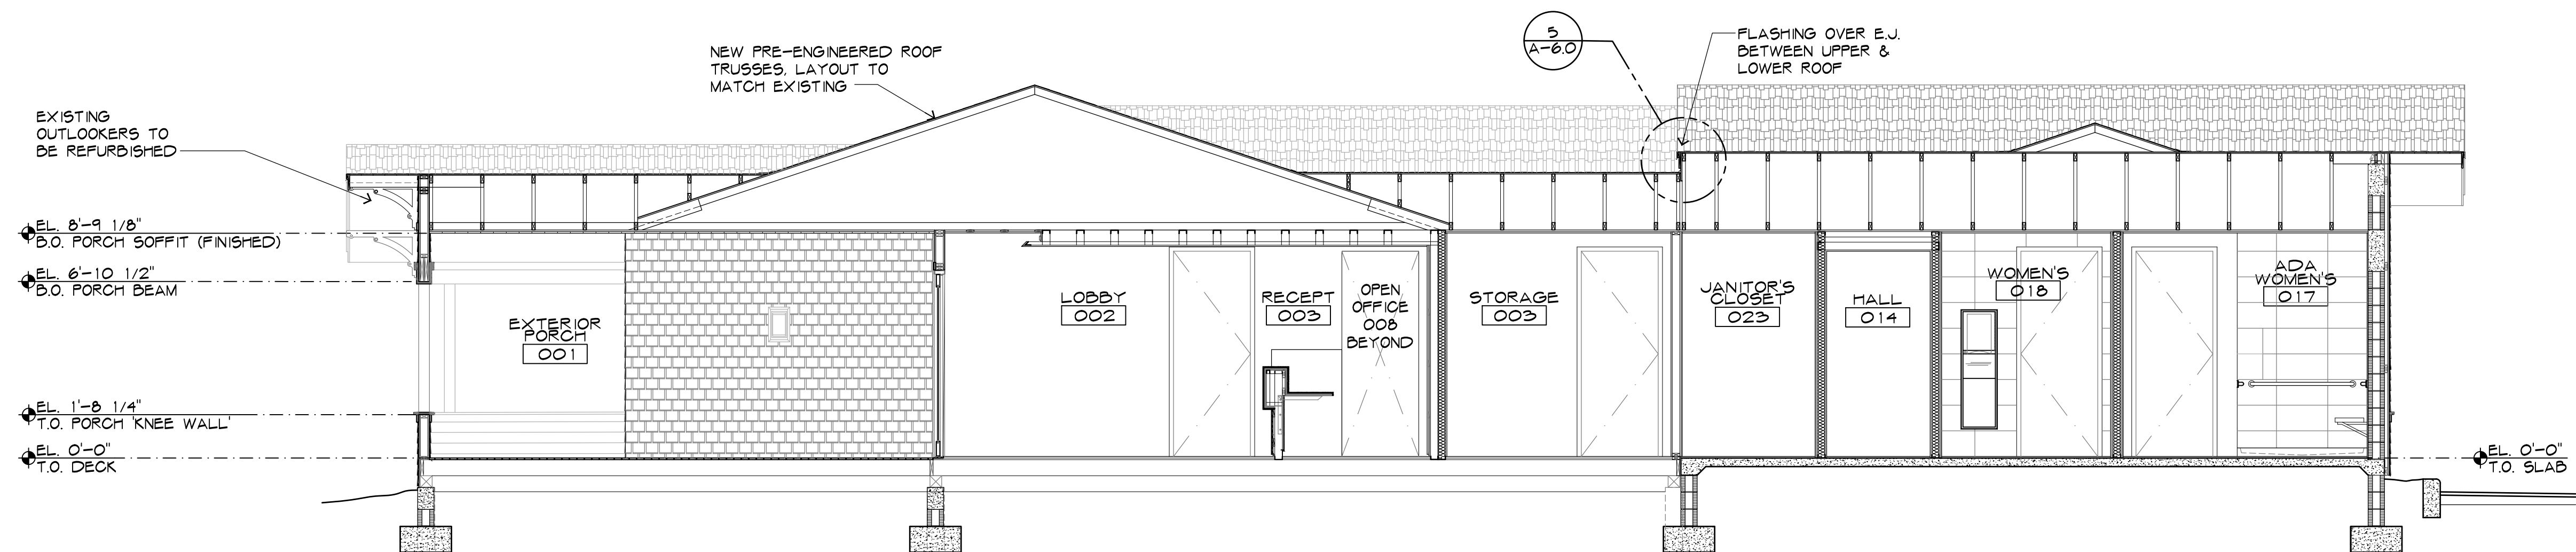 5
A-6.0
FLASHING OVER E.J.
BETWEEN UPPER &
LOWER ROOF
NEW PRE-ENGINEERED ROOF
TRUSSES, LAYOUT TO
MATCH EXISTING
EXISTING
OUTLOOKERS TO
BE REFURBISHED
EL. 8'-9 1/8"
B.O. PORCH SOFFIT (FINISHED)
EL. 6'-10 1/2"
B.O. PORCH BEAM
EL. 1'-8 1/4"
T.O. PORCH 'KNEE WALL'
EL. 0'-0"
T.O. DECK
EXTERIOR
PORCH
001
LOBBY
002
RECEPT
003
OPEN
OFFICE
008
BEYOND
STORAGE
003
JANITOR'S
CLOSET
023
HALL
014
WOMEN'S
018
ADA
WOMEN'S
017
EL. 0'-0"
T.O. SLAB